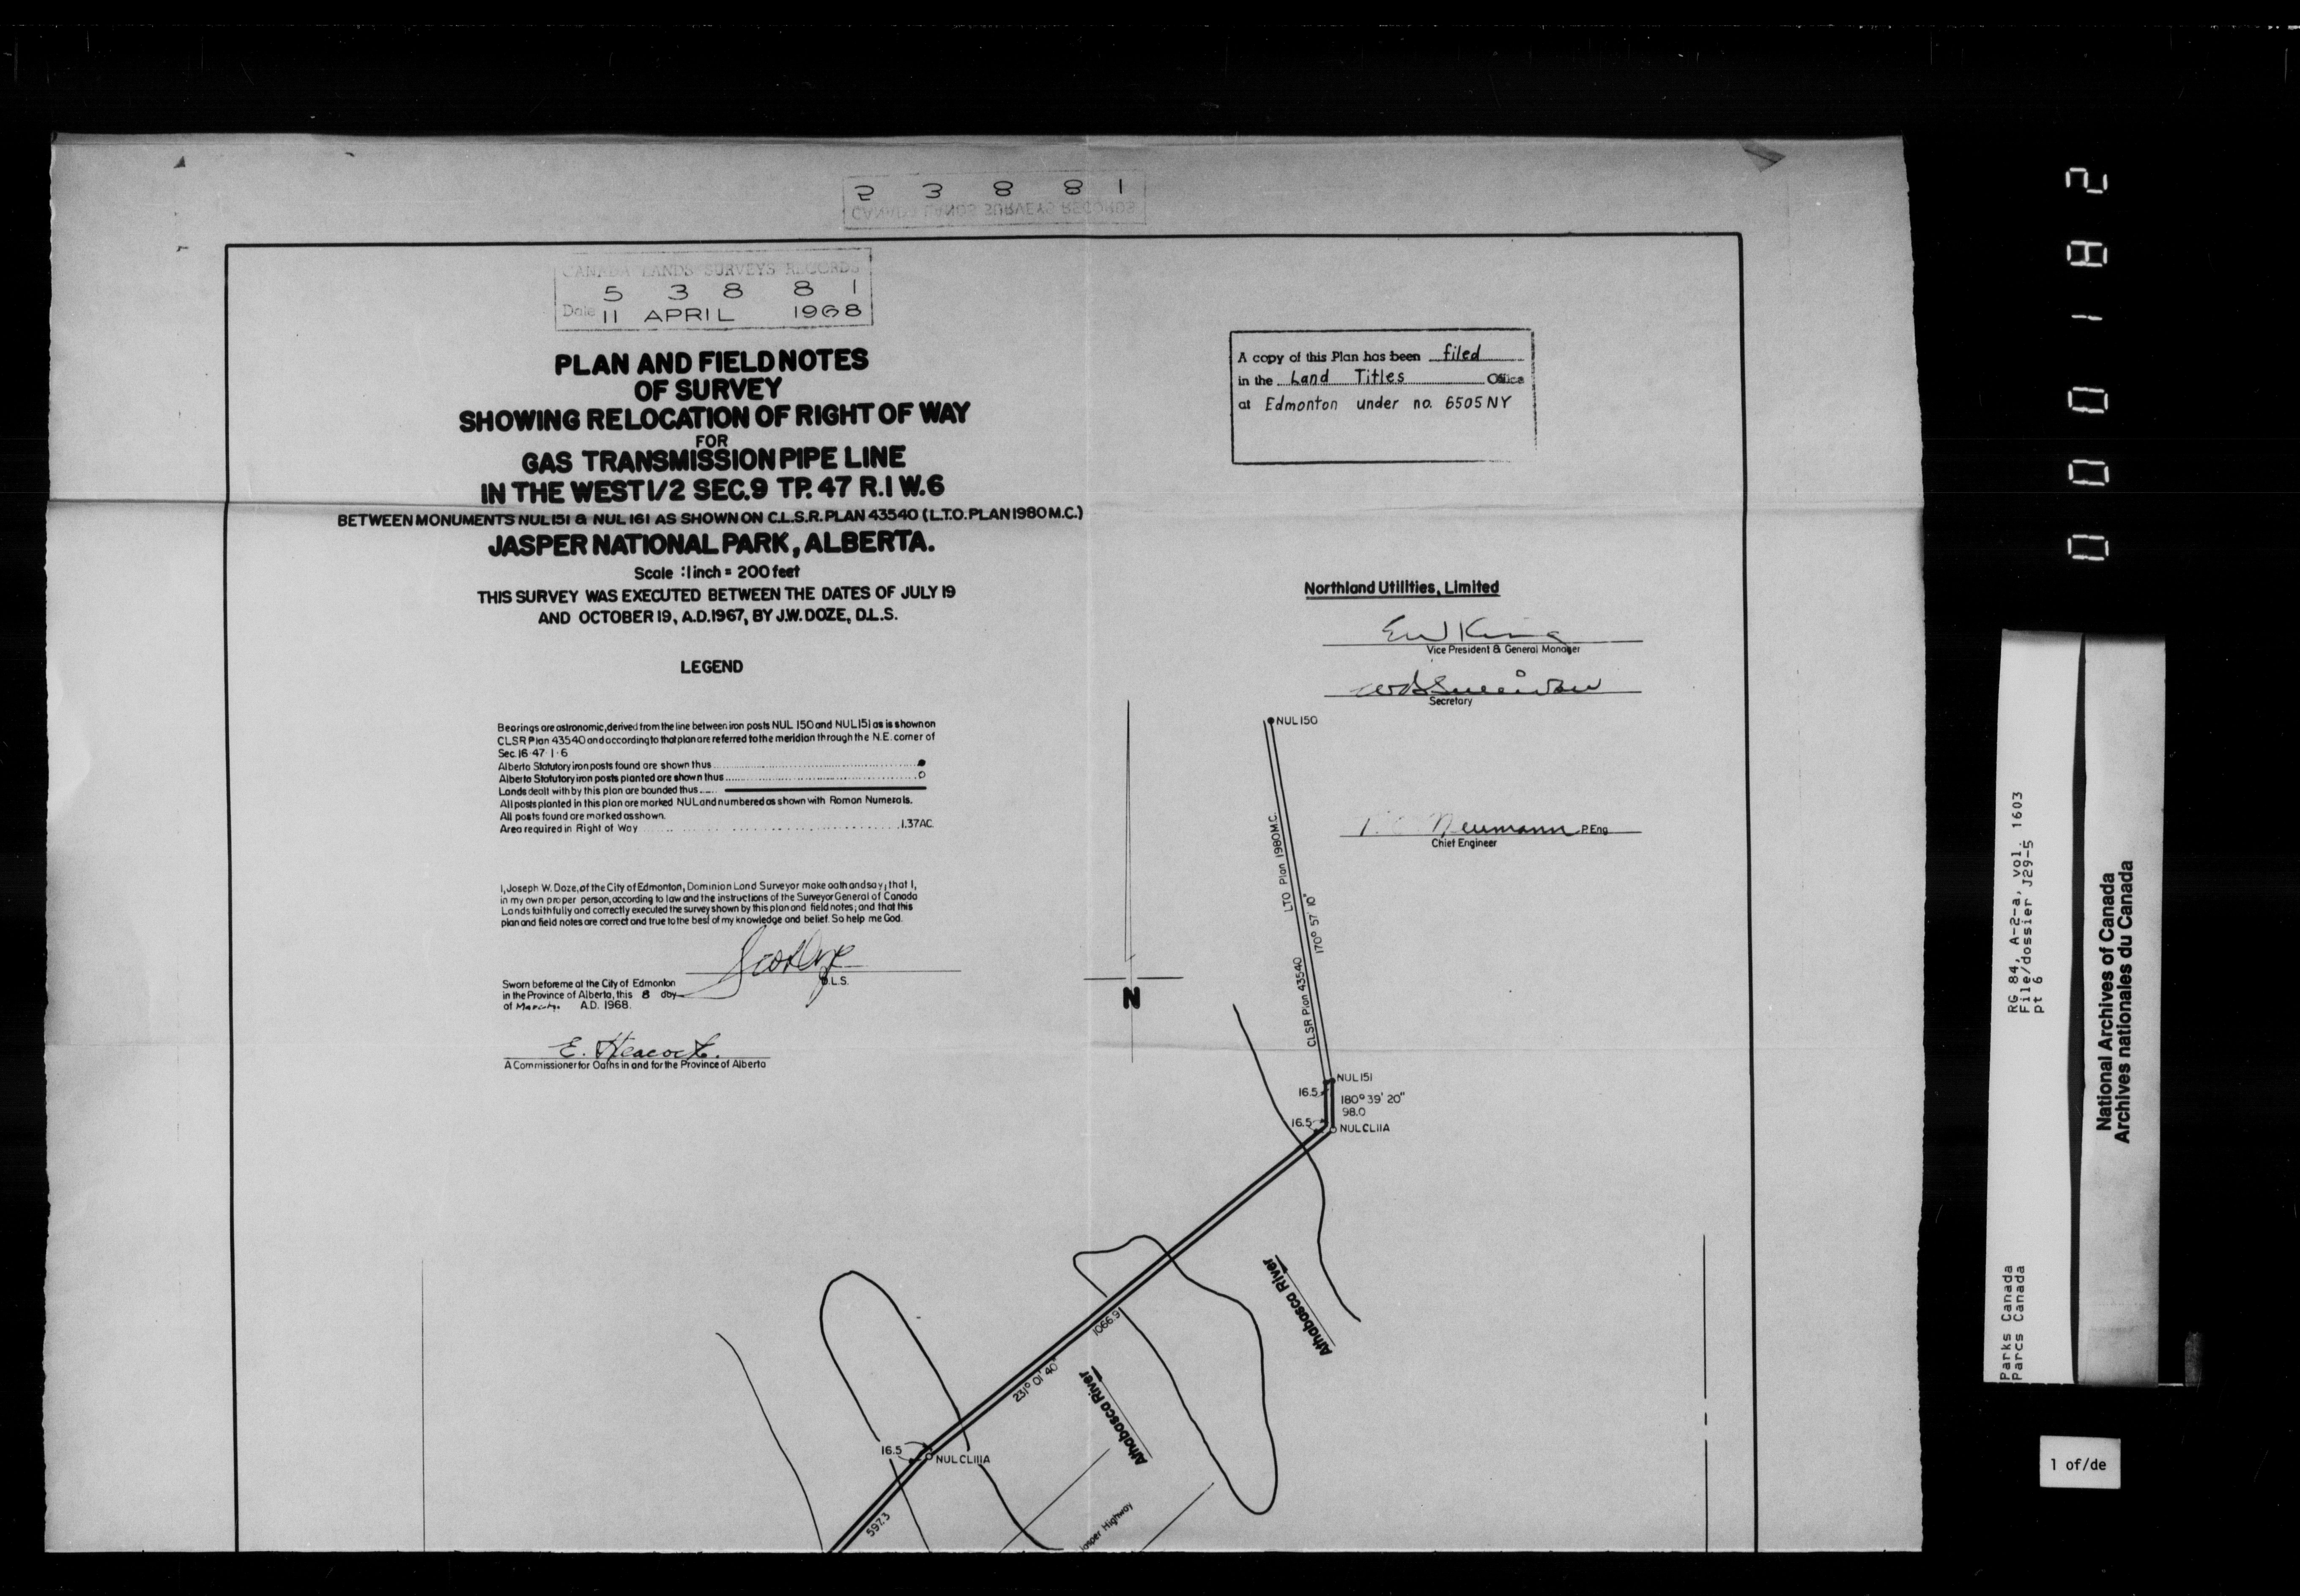 5 3 8 8 1
CANADA LANDS SURVEYS RECORDS
CANADA LANDS SURVEYS RECORDS
5 3 8 8 1
Date 11 APRIL 1968
PLAN AND FIELD NOTES
OF SURVEY
SHOWING RELOCATION OF RIGHT OF WAY
FOR
GAS TRANSMISSION PIPE LINE
IN THE WEST 1/2 SEC. 9 TP. 47 R. 1 W. 6
BETWEEN MONUMENTS NUL 151 & NUL 161 AS SHOWN ON C.L.S.R. PLAN 43540 (L.T.O. PLAN 1980 M.C.)
JASPER NATIONAL PARK, ALBERTA.
Scale : 1 inch = 200 feet
THIS SURVEY WAS EXECUTED BETWEEN THE DATES OF JULY 19
AND OCTOBER 19, A.D. 1967, BY J.W. DOZE, D.L.S.
LEGEND
Bearings are astronomic, derived from the line between iron posts NUL 150 and NUL 151 as is shown on
CLSR Plan 43540 and according to that plan are referred to the meridian through the N.E. corner of
Sec. 16-47-1-6
Alberta Statutory iron posts found are shown thus
Alberta Statutory iron posts planted are shown thus
Lands dealt with by this plan are bounded thus
All posts planted in this plan are marked NUL and numbered as shown with Roman Numerals.
All posts found are marked as shown.
Area required in Right of Way 1.37 AC.
I, Joseph W. Doze, of the City of Edmonton, Dominion Land Surveyor make oath and say; that I,
in my own proper person, according to law and the instructions of the Surveyor General of Canada
Lands faithfully and correctly executed the survey shown by this plan and field notes; and that this
plan and field notes are correct and true to the best of my knowledge and belief. So help me God.
D.L.S.
Sworn before me at the City of Edmonton
in the Province of Alberta, this 8 day
of March, A.D. 1968.
E. Heacock.
A Commissioner for Oaths in and for the Province of Alberta
A copy of this Plan has been filed
in the Land Titles Office
at Edmonton under no. 6505 NY
Northland Utilities, Limited
E W King
Vice President & General Manager
Secretary
Neumann P. Eng.
Chief Engineer
N
NUL 150
LTO Plan 1980 M.C.
CLSR Plan 43540
170° 57' 10"
NUL 151
16.5
180° 39' 20"
98.0
16.5
NUL CLIIA
Athabasca River
1066.9
231° 01' 40"
Athabasca River
16.5
NUL CLIIIA
597.3
Jasper Highway
000182
RG 84, A-2-a, vol. 1603
File/dossier J29-5
pt 6
Parks Canada
Parcs Canada
National Archives of Canada
Archives nationales du Canada
1 of/de